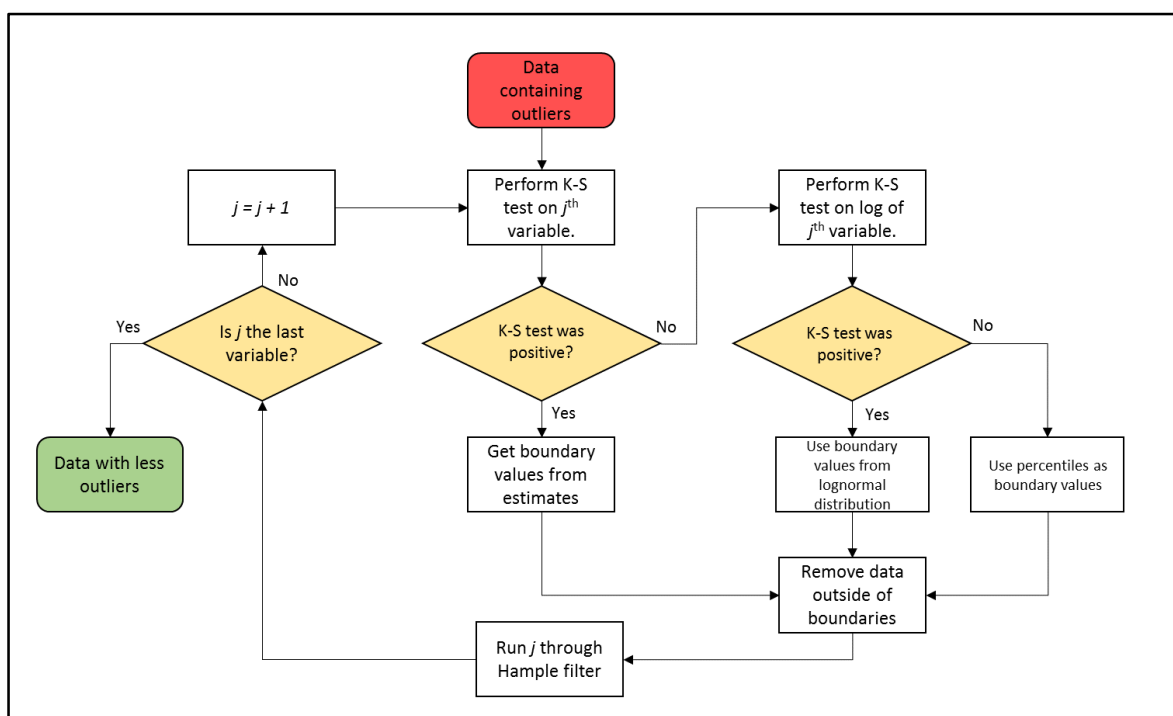 Data
containing
outliers
j = j + 1
Perform K-S
test on jth
variable.
Perform K-S
test on log of
jth variable.
No
Yes
Is j the last
variable?
K-S test was
positive?
No
K-S test was
positive?
No
Yes
Yes
Data with less
outliers
Get boundary
values from
estimates
Use boundary
values from
lognormal
distribution
Use percentiles as
boundary values
Remove data
outside of
boundaries
Run j through
Hample filter